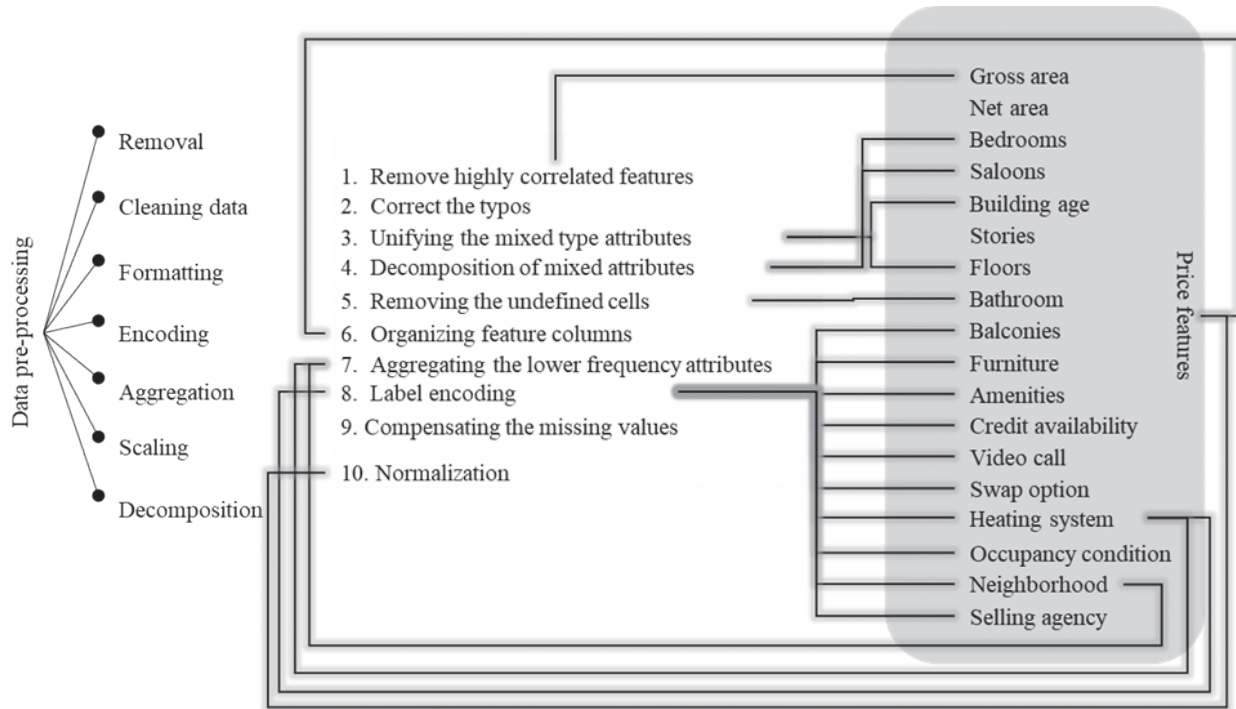 Data pre-processing
Removal
Cleaning data
Formatting
Encoding
Aggregation
Scaling
Decomposition
1. Remove highly correlated features
2. Correct the typos
3. Unifying the mixed type attributes
4. Decomposition of mixed attributes
5. Removing the undefined cells
6. Organizing feature columns
7. Aggregating the lower frequency attributes
8. Label encoding
9. Compensating the missing values
10. Normalization
Gross area
Net area
Bedrooms
Saloons
Building age
Stories
Floors
Bathroom
Balconies
Furniture
Amenities
Credit availability
Video call
Swap option
Heating system
Occupancy condition
Neighborhood
Selling agency
Price features